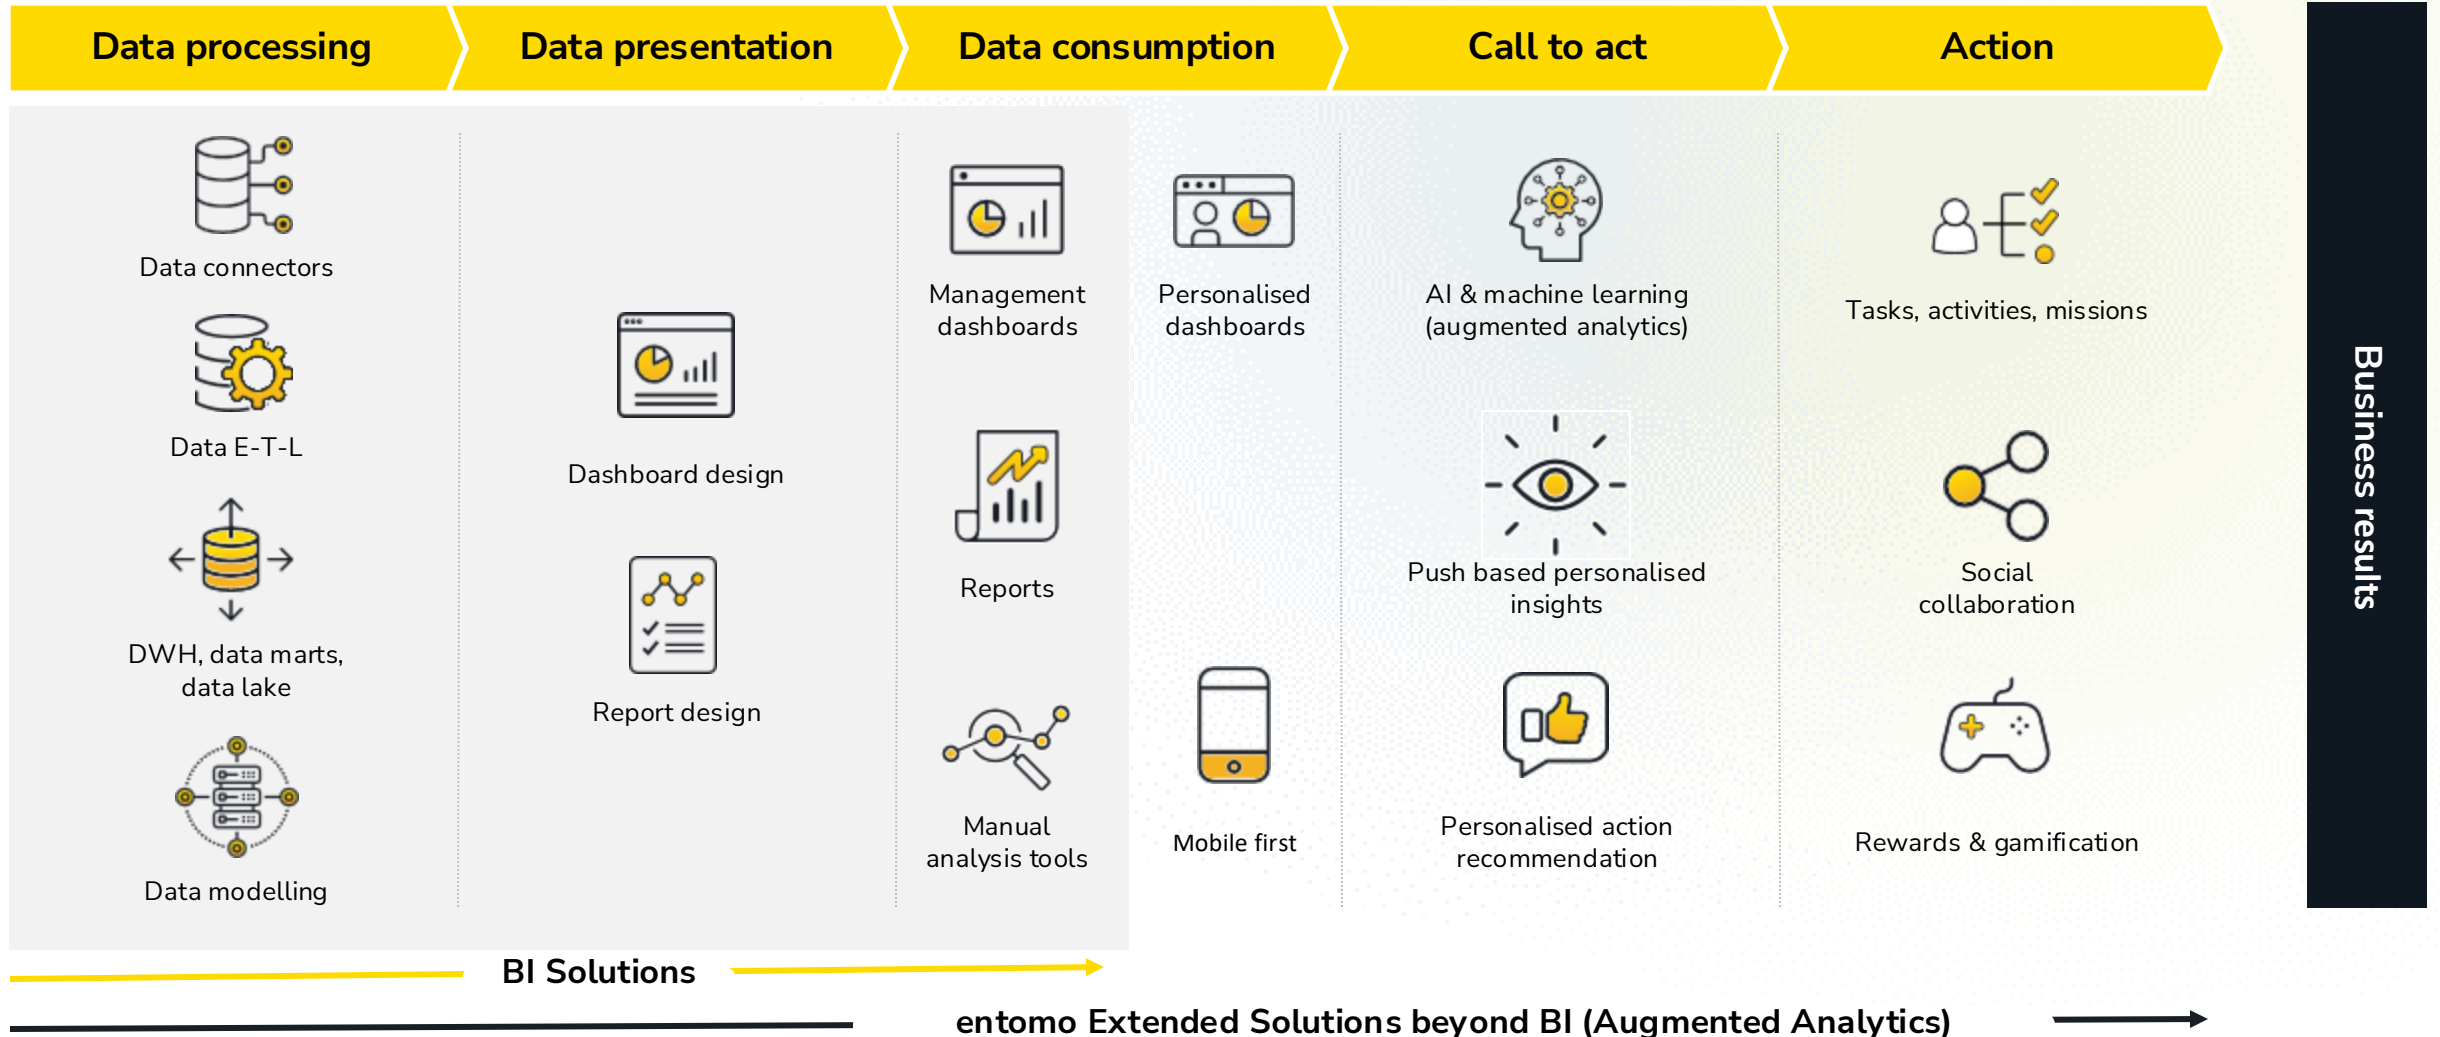 Data processing
Data presentation
Data consumption
Call to act
Action
Data connectors
Data E-T-L
DWH, data marts,
data lake
Data modelling
Dashboard design
Report design
Management
dashboards
Reports
Manual
analysis tools
Personalised
dashboards
Mobile first
AI & machine learning
(augmented analytics)
Push based personalised
insights
Personalised action
recommendation
Tasks, activities, missions
Social
collaboration
Rewards & gamification
Business results
BI Solutions
entomo Extended Solutions beyond BI (Augmented Analytics)